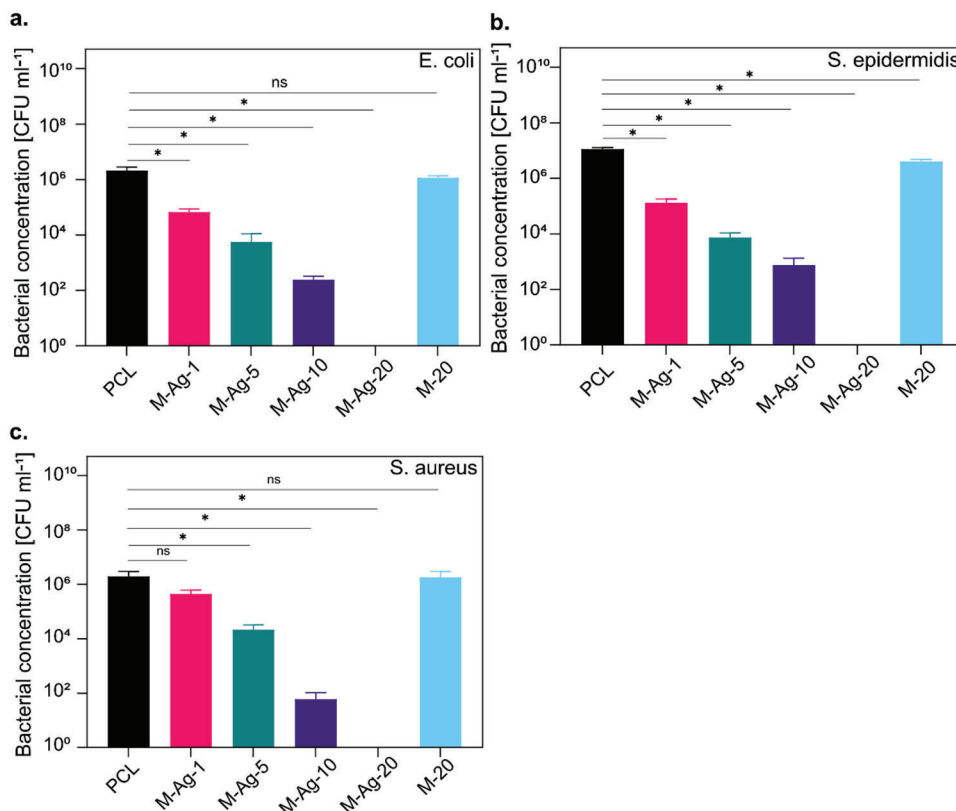 a.
E. coli
Bacterial concentration [CFU ml⁻¹]
10¹⁰
10⁸
10⁶
10⁴
10²
10⁰
ns
*
*
*
*
PCL
M-Ag-1
M-Ag-5
M-Ag-10
M-Ag-20
M-20
b.
S. epidermidis
Bacterial concentration [CFU ml⁻¹]
10¹⁰
10⁸
10⁶
10⁴
10²
10⁰
*
*
*
*
*
PCL
M-Ag-1
M-Ag-5
M-Ag-10
M-Ag-20
M-20
c.
S. aureus
Bacterial concentration [CFU ml⁻¹]
10¹⁰
10⁸
10⁶
10⁴
10²
10⁰
ns
*
*
*
ns
PCL
M-Ag-1
M-Ag-5
M-Ag-10
M-Ag-20
M-20